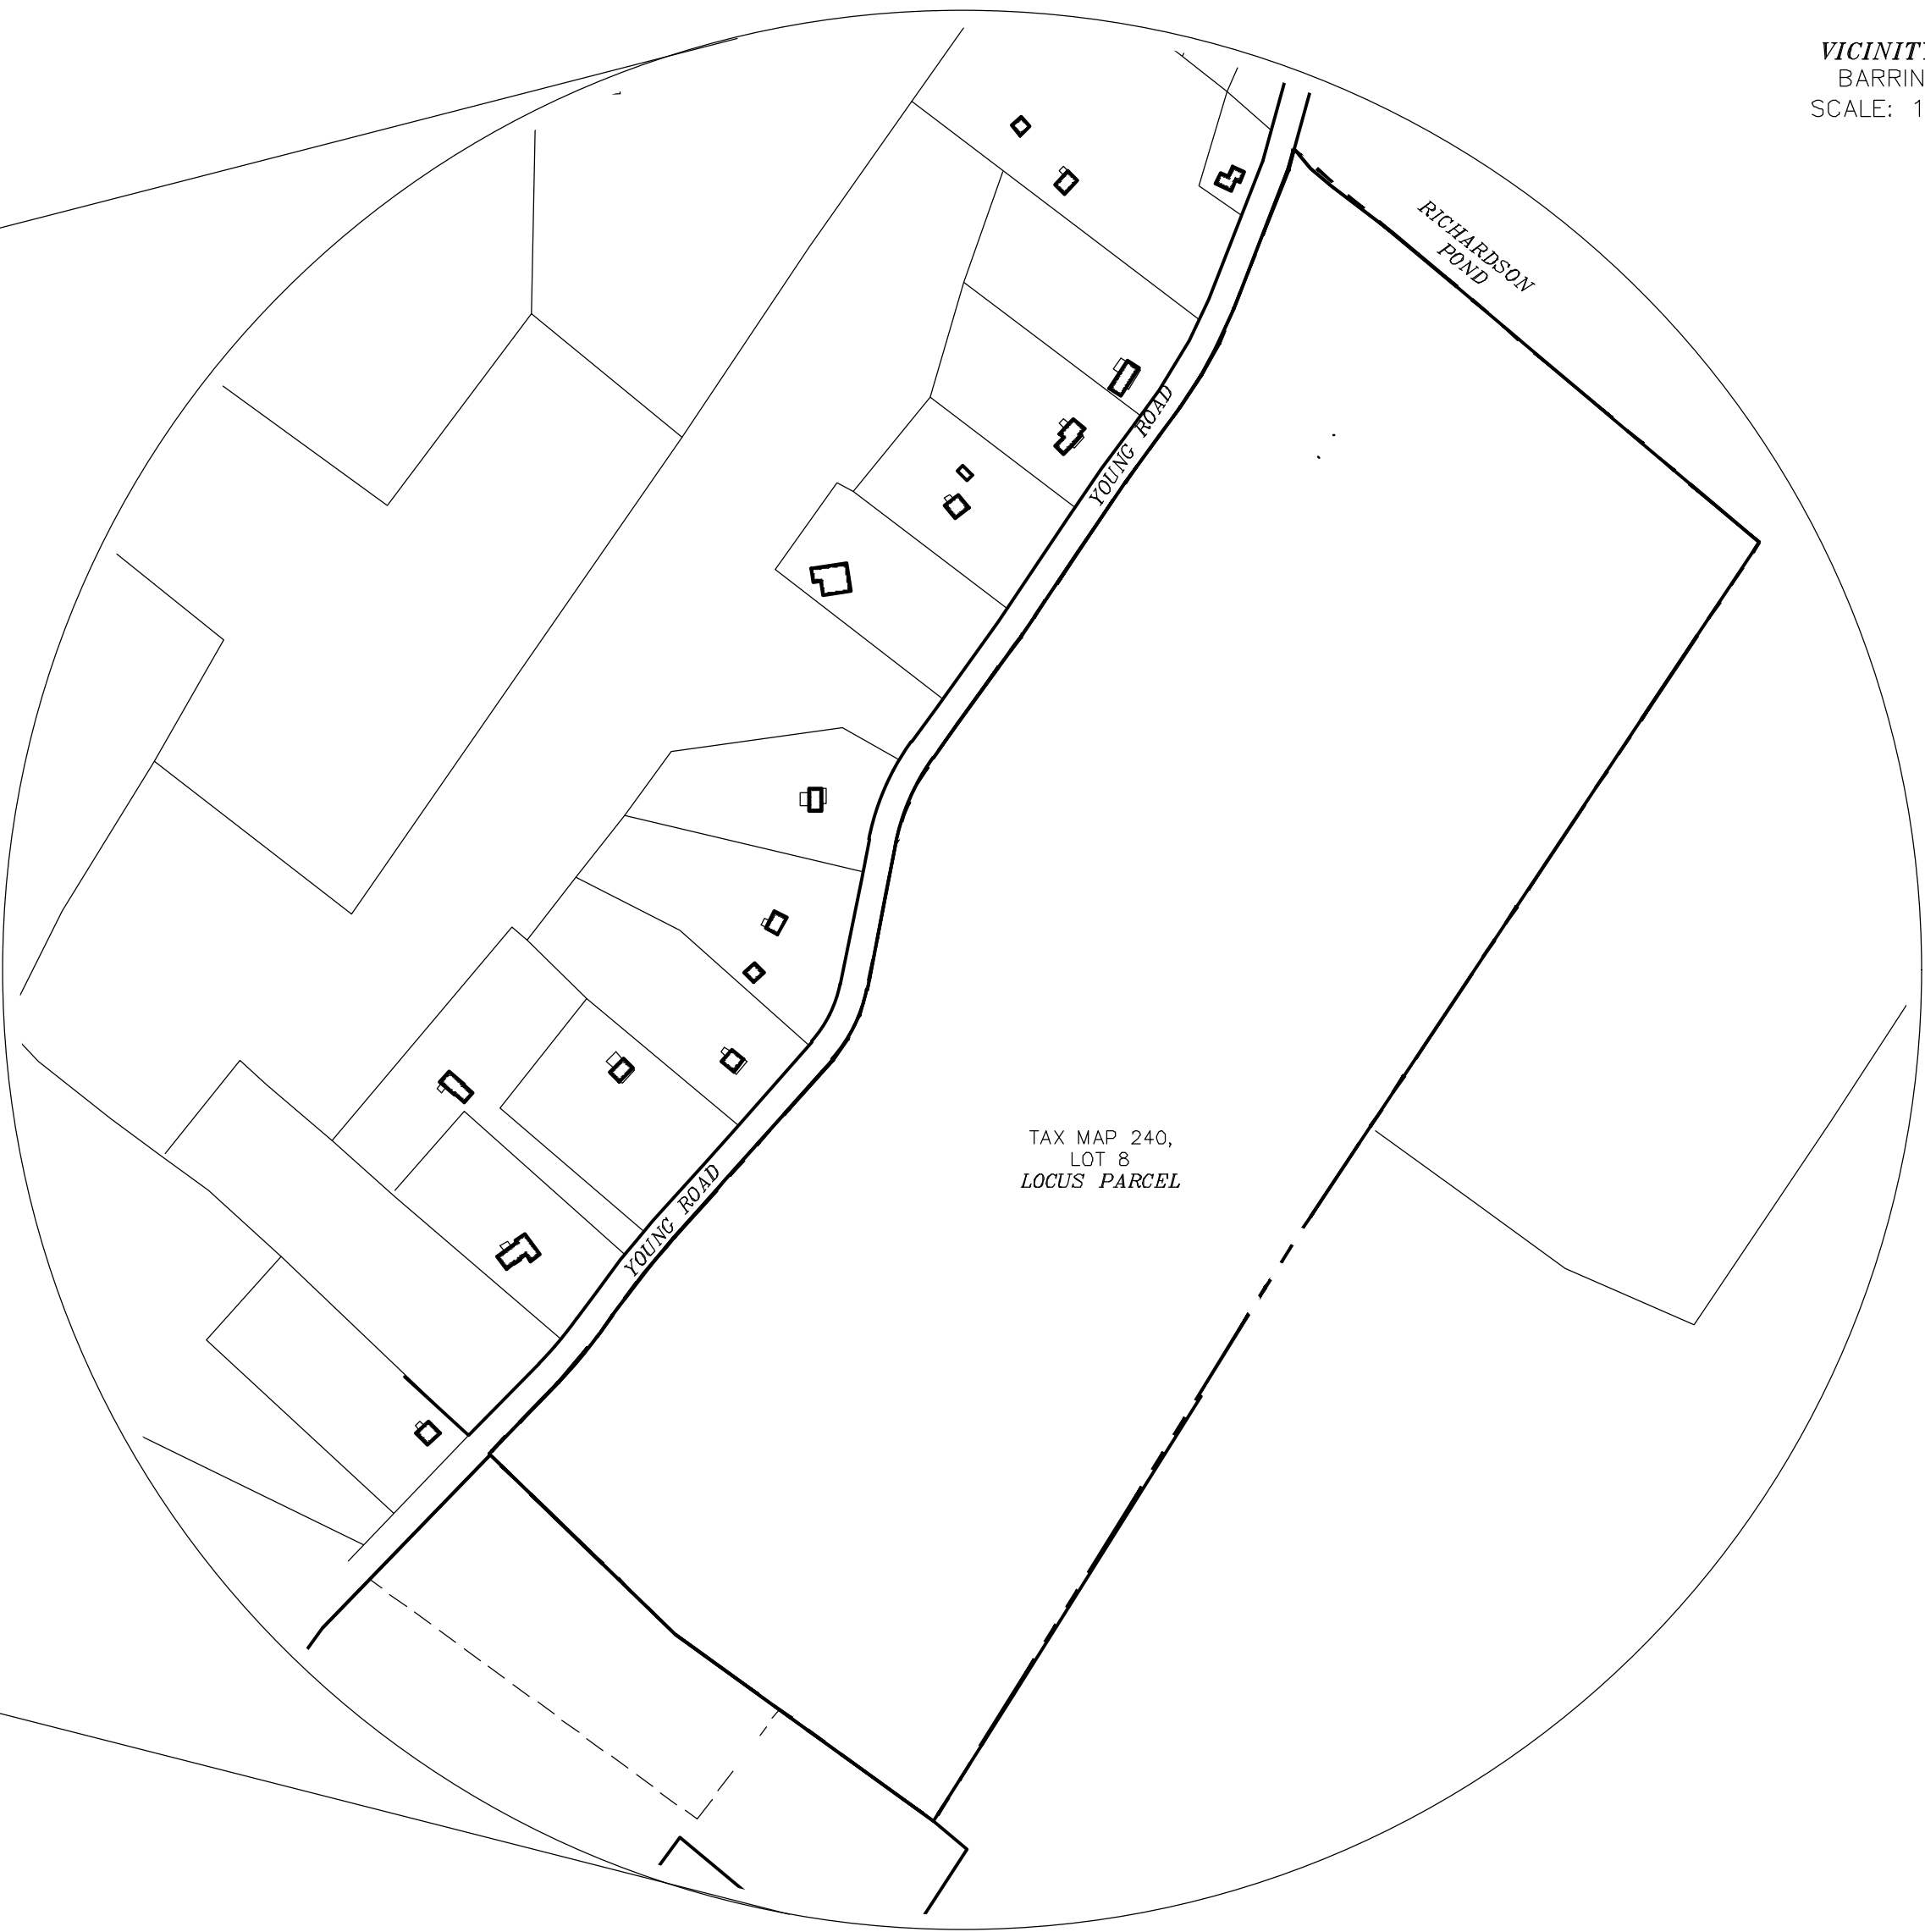 VICINIT
BARRIN
SCALE: 1
RICHARDSON
POND
YOUNG ROAD
TAX MAP 240,
LOT 8
LOCUS PARCEL
YOUNG ROAD